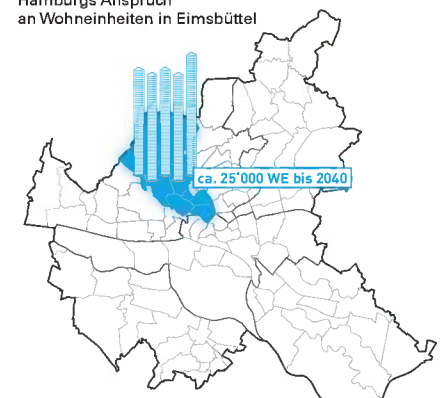 Hamburgs Anspruch
an Wohneinheiten in Eimsbüttel
ca. 25'000 WE bis 2040